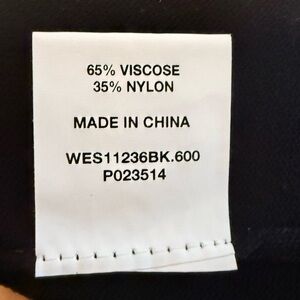 65% VISCOSE
35% NYLON
MADE IN CHINA
WES11236BK.600
P023514